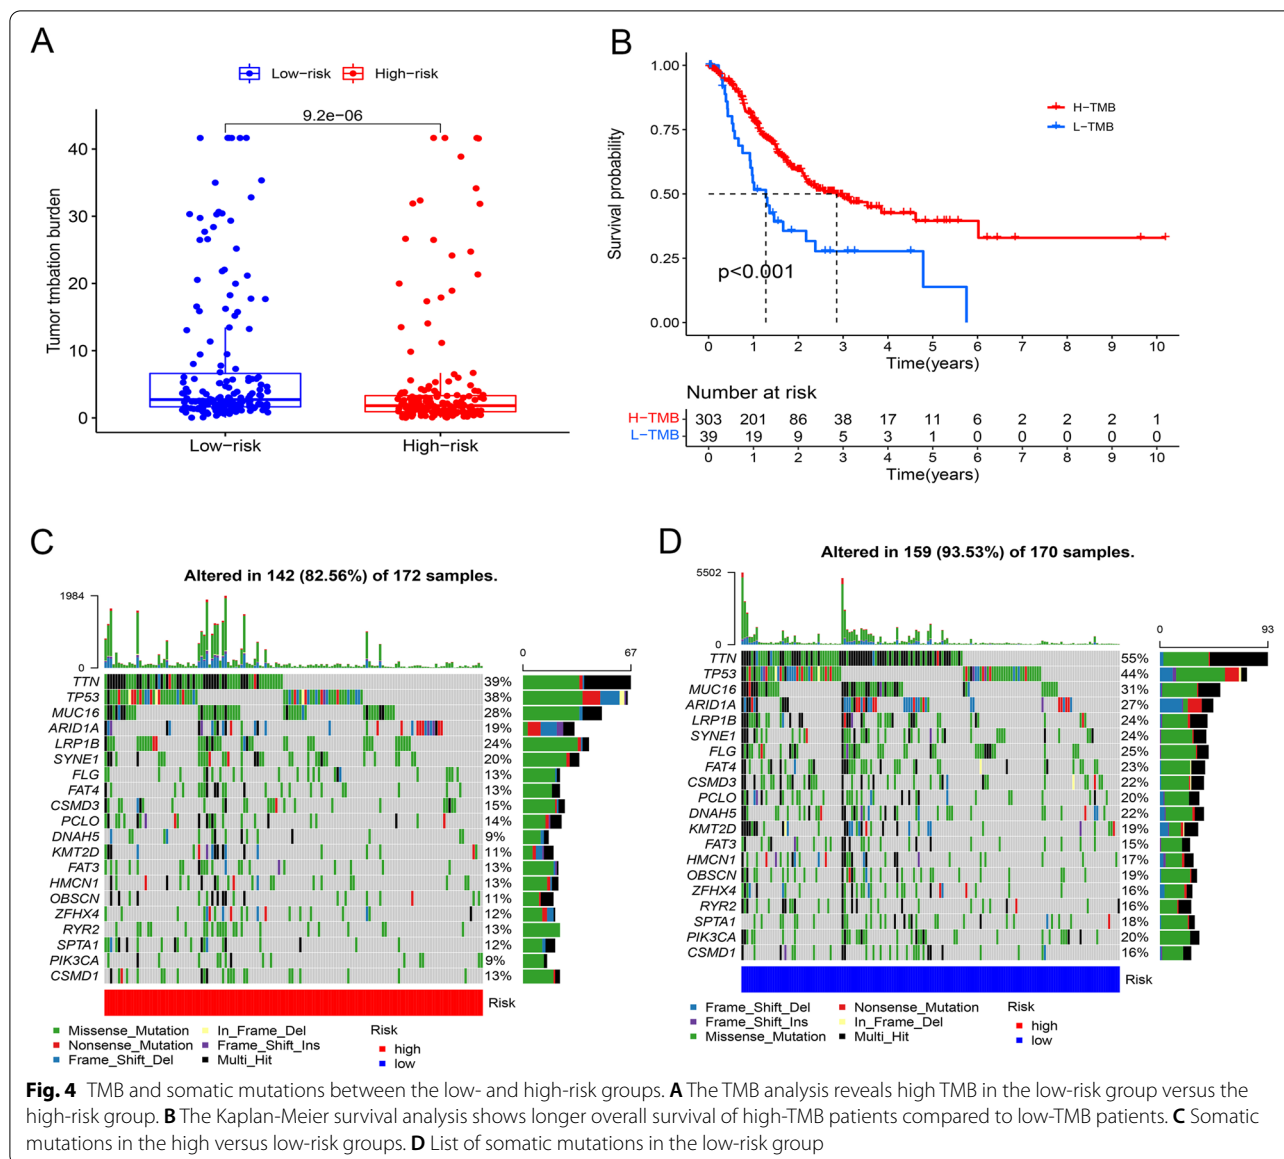 A
Low-risk High-risk
9.2e-06
Tumor tmbation burden
40
30
20
10
0
Low-risk High-risk
B
H-TMB
L-TMB
Survival probability
1.00
0.75
0.50
0.25
0.00
p<0.001
0 1 2 3 4 5 6 7 8 9 10
Time(years)
Number at risk
H-TMB 303 201 86 38 17 11 6 2 2 2 1
L-TMB 39 19 9 5 3 1 0 0 0 0 0
0 1 2 3 4 5 6 7 8 9 10
Time(years)
C
Altered in 142 (82.56%) of 172 samples.
1984
0
0 67
TTN 39%
TP53 38%
MUC16 28%
ARID1A 19%
LRP1B 24%
SYNE1 20%
FLG 13%
FAT4 13%
CSMD3 15%
PCLO 14%
DNAH5 9%
KMT2D 11%
FAT3 13%
HMCN1 13%
OBSCN 11%
ZFHX4 12%
RYR2 13%
SPTA1 12%
PIK3CA 9%
CSMD1 13%
Risk
Missense_Mutation In_Frame_Del Risk
Nonsense_Mutation Frame_Shift_Ins high
Frame_Shift_Del Multi_Hit low
D
Altered in 159 (93.53%) of 170 samples.
5502
0
0 93
TTN 55%
TP53 44%
MUC16 31%
ARID1A 27%
LRP1B 24%
SYNE1 24%
FLG 25%
FAT4 23%
CSMD3 22%
PCLO 20%
DNAH5 22%
KMT2D 19%
FAT3 15%
HMCN1 17%
OBSCN 19%
ZFHX4 16%
RYR2 16%
SPTA1 18%
PIK3CA 20%
CSMD1 16%
Risk
Frame_Shift_Del Nonsense_Mutation Risk
Frame_Shift_Ins In_Frame_Del high
Missense_Mutation Multi_Hit low
Fig. 4 TMB and somatic mutations between the low- and high-risk groups. A The TMB analysis reveals high TMB in the low-risk group versus the
high-risk group. B The Kaplan-Meier survival analysis shows longer overall survival of high-TMB patients compared to low-TMB patients. C Somatic
mutations in the high versus low-risk groups. D List of somatic mutations in the low-risk group